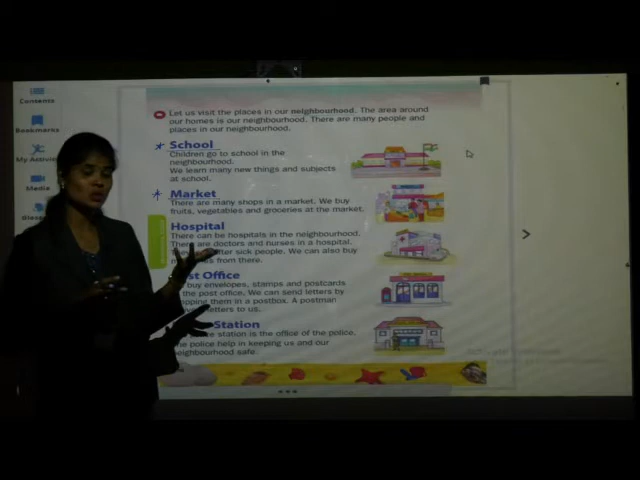 Contents
Bookmarks
My Activi
Media
Let us visit the places in our neighbourhood. The area around
our homes is our neighbourhood. There are many people and
places in our neighbourhood.
School
Children go to school in the
neighbourhood.
We learn many new things and subjects
at school.
Market
There are many shops in a market. We buy
fruits, vegetables and groceries at the market.
Hospital
There can be hospitals in the neighbourhood.
There are doctors and nurses in a hospital.
after sick people. We can also buy
from there.
Office
buy envelopes, stamps and postcards
the post office. We can send letters by
them in a postbox. A postman
letters to us.
Station
station is the office of the police.
The police help in keeping us and our
neighbourhood safe.